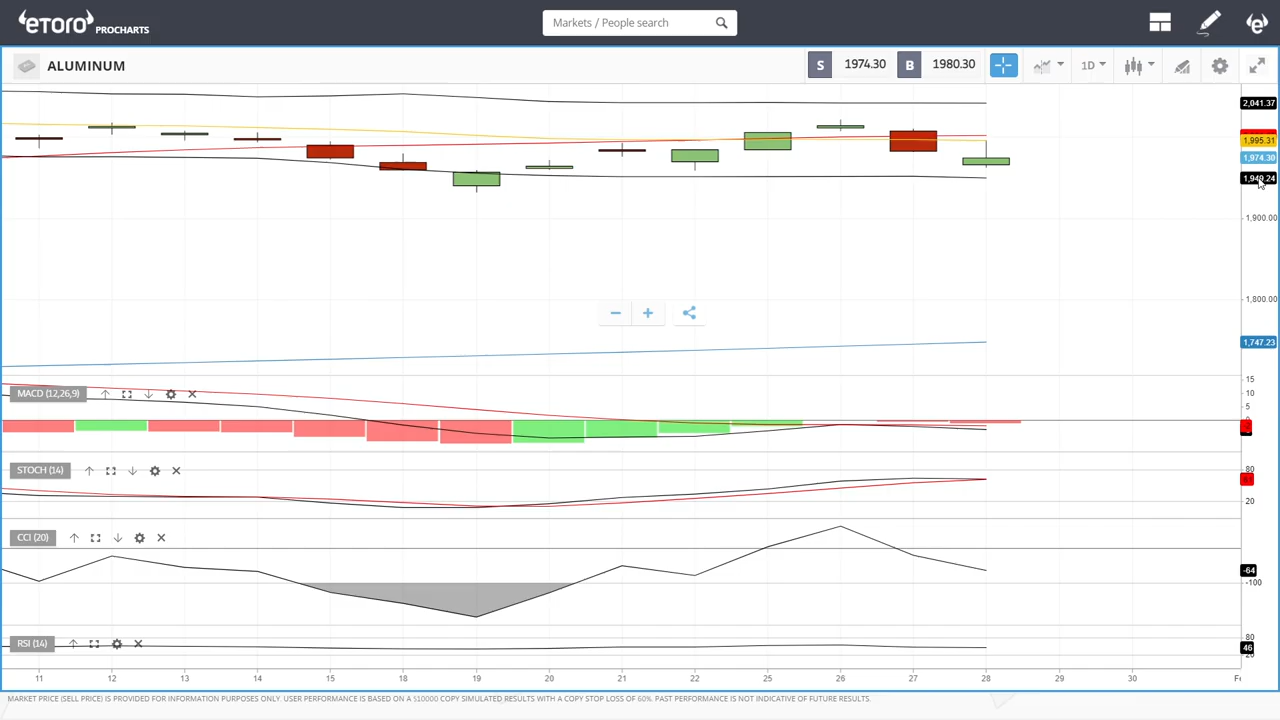 eToro PROCHARTS
Markets / People search
ALUMINUM
S 1974.30 B 1980.30 1D
2,041.37
1,995.31
1,974.30
1,949.24
1,900.00
1,800.00
1,747.23
MACD (12,26,9)
15
10
5
0
STOCH (14)
80
20
CCI (20)
-64
-100
RSI (14)
80
46
20
11 12 13 14 15 18 19 20 21 22 25 26 27 28 29 30
MARKET PRICE (SELL PRICE) IS PROVIDED FOR INFORMATION PURPOSES ONLY. USER PERFORMANCE IS BASED ON A $10000 COPY SIMULATED RESULTS WITH A COPY STOP LOSS OF 60%. PAST PERFORMANCE IS NOT INDICATIVE OF FUTURE RESULTS.